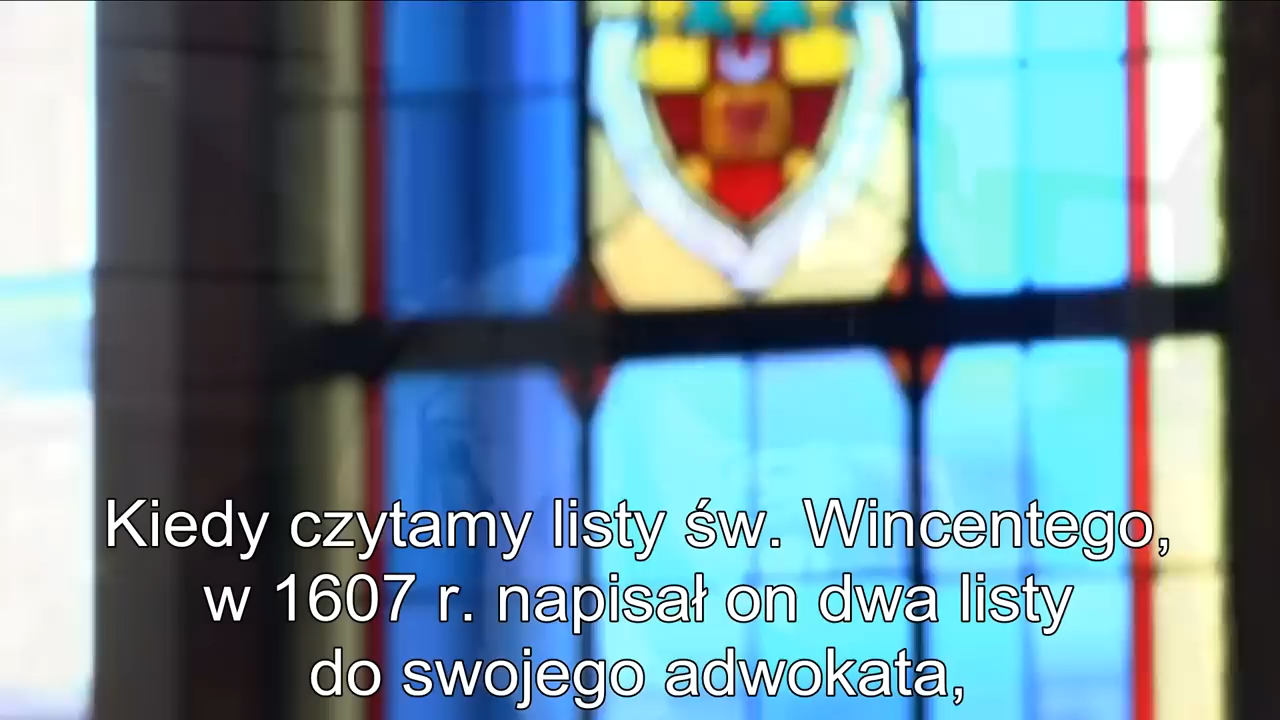 Kiedy czytamy listy św. Wincentego,
w 1607 r. napisał on dwa listy
do swojego adwokata,